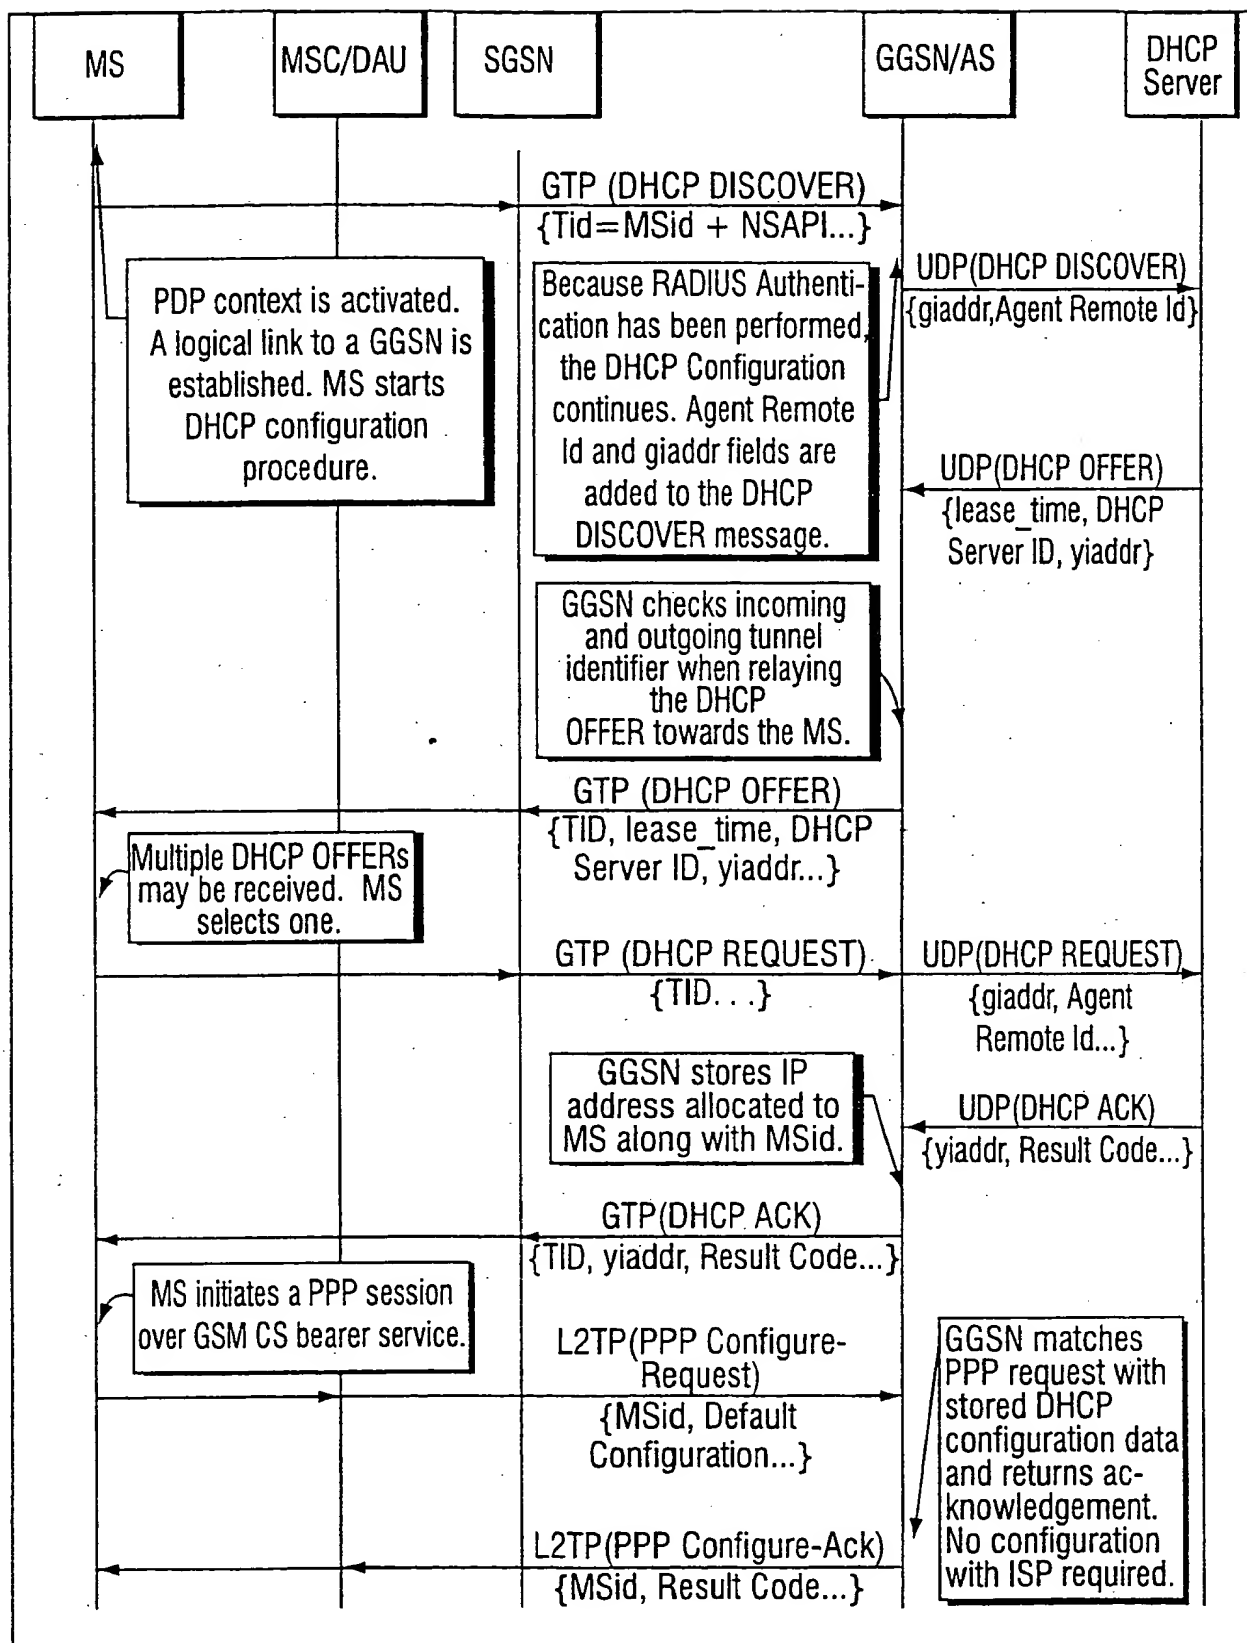 MS
MSC/DAU
SGSN
GGSN/AS
DHCP
Server
GTP (DHCP DISCOVER)
{Tid=MSid + NSAPI...}
PDP context is activated.
A logical link to a GGSN is
established. MS starts
DHCP configuration
procedure.
Because RADIUS Authenti-
cation has been performed,
the DHCP Configuration
continues. Agent Remote
Id and giaddr fields are
added to the DHCP
DISCOVER message.
UDP(DHCP DISCOVER)
{giaddr,Agent Remote Id}
UDP(DHCP OFFER)
{lease_time, DHCP
Server ID, yiaddr}
GGSN checks incoming
and outgoing tunnel
identifier when relaying
the DHCP
OFFER towards the MS.
GTP (DHCP OFFER)
{TID, lease_time, DHCP
Server ID, yiaddr...}
Multiple DHCP OFFERs
may be received. MS
selects one.
GTP (DHCP REQUEST)
{TID. . .}
UDP(DHCP REQUEST)
{giaddr, Agent
Remote Id...}
GGSN stores IP
address allocated to
MS along with MSid.
UDP(DHCP ACK)
{yiaddr, Result Code...}
GTP(DHCP ACK)
{TID, yiaddr, Result Code...}
MS initiates a PPP session
over GSM CS bearer service.
L2TP(PPP Configure-
Request)
{MSid, Default
Configuration...}
GGSN matches
PPP request with
stored DHCP
configuration data
and returns ac-
knowledgement.
No configuration
with ISP required.
L2TP(PPP Configure-Ack)
{MSid, Result Code...}